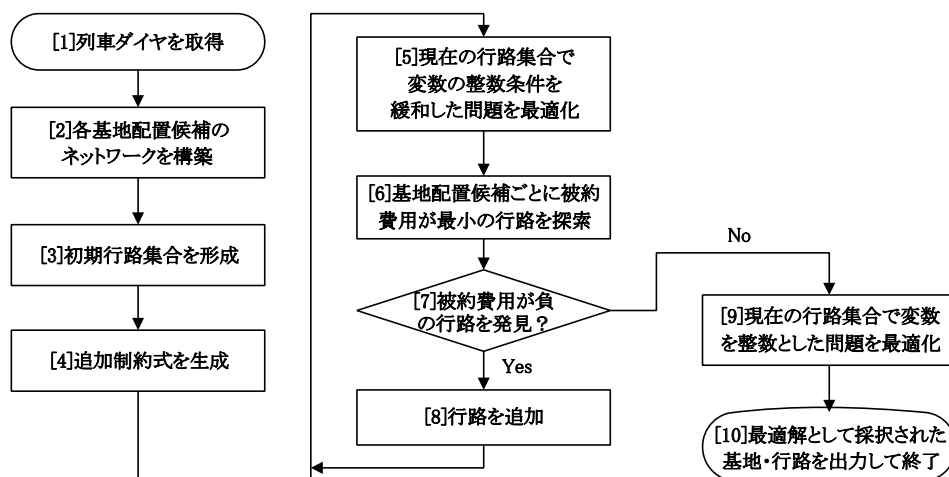 [1]列車ダイヤを取得
[2]各基地配置候補の
ネットワークを構築
[3]初期行路集合を形成
[4]追加制約式を生成
[5]現在の行路集合で
変数の整数条件を
緩和した問題を最適化
[6]基地配置候補ごとに被約
費用が最小の行路を探索
[7]被約費用が負
の行路を発見?
Yes
[8]行路を追加
No
[9]現在の行路集合で変数
を整数とした問題を最適化
[10]最適解として採択された
基地・行路を出力して終了